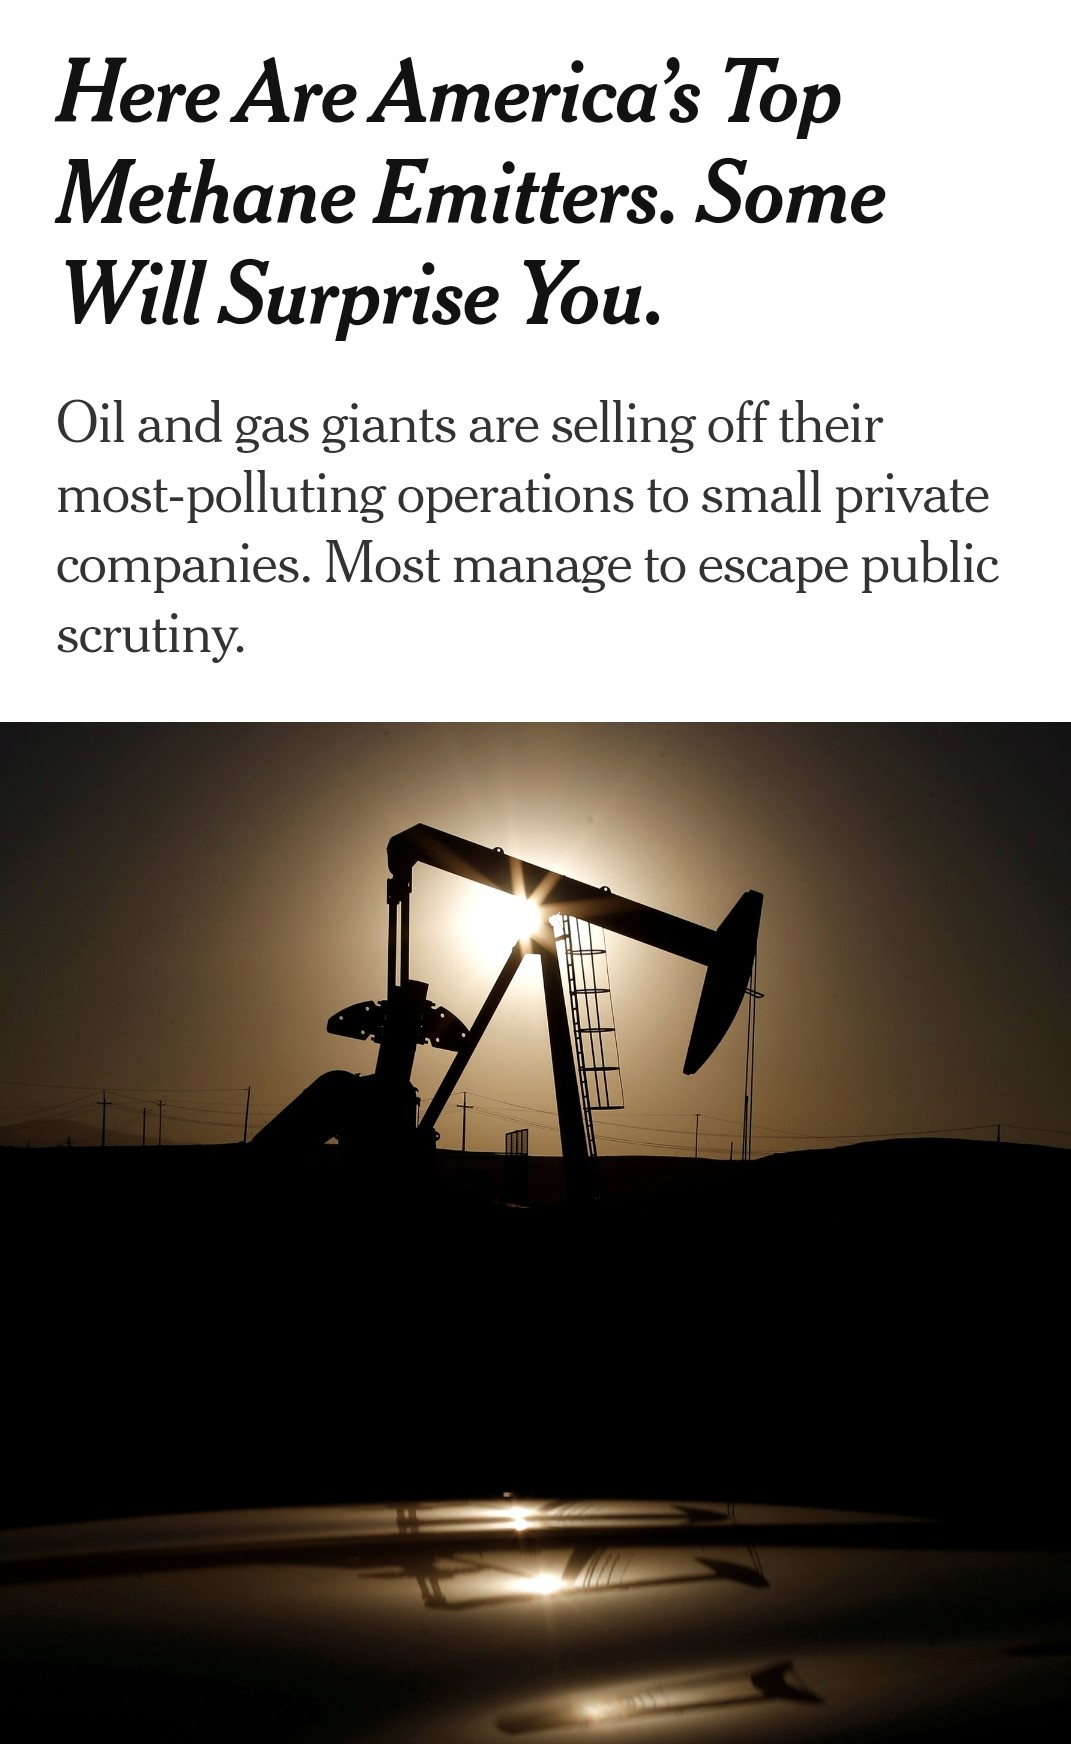 Here Are America’s Top
Methane Emitters. Some
Will Surprise You.
Oil and gas giants are selling off their
most-polluting operations to small private
companies. Most manage to escape public
scrutiny.